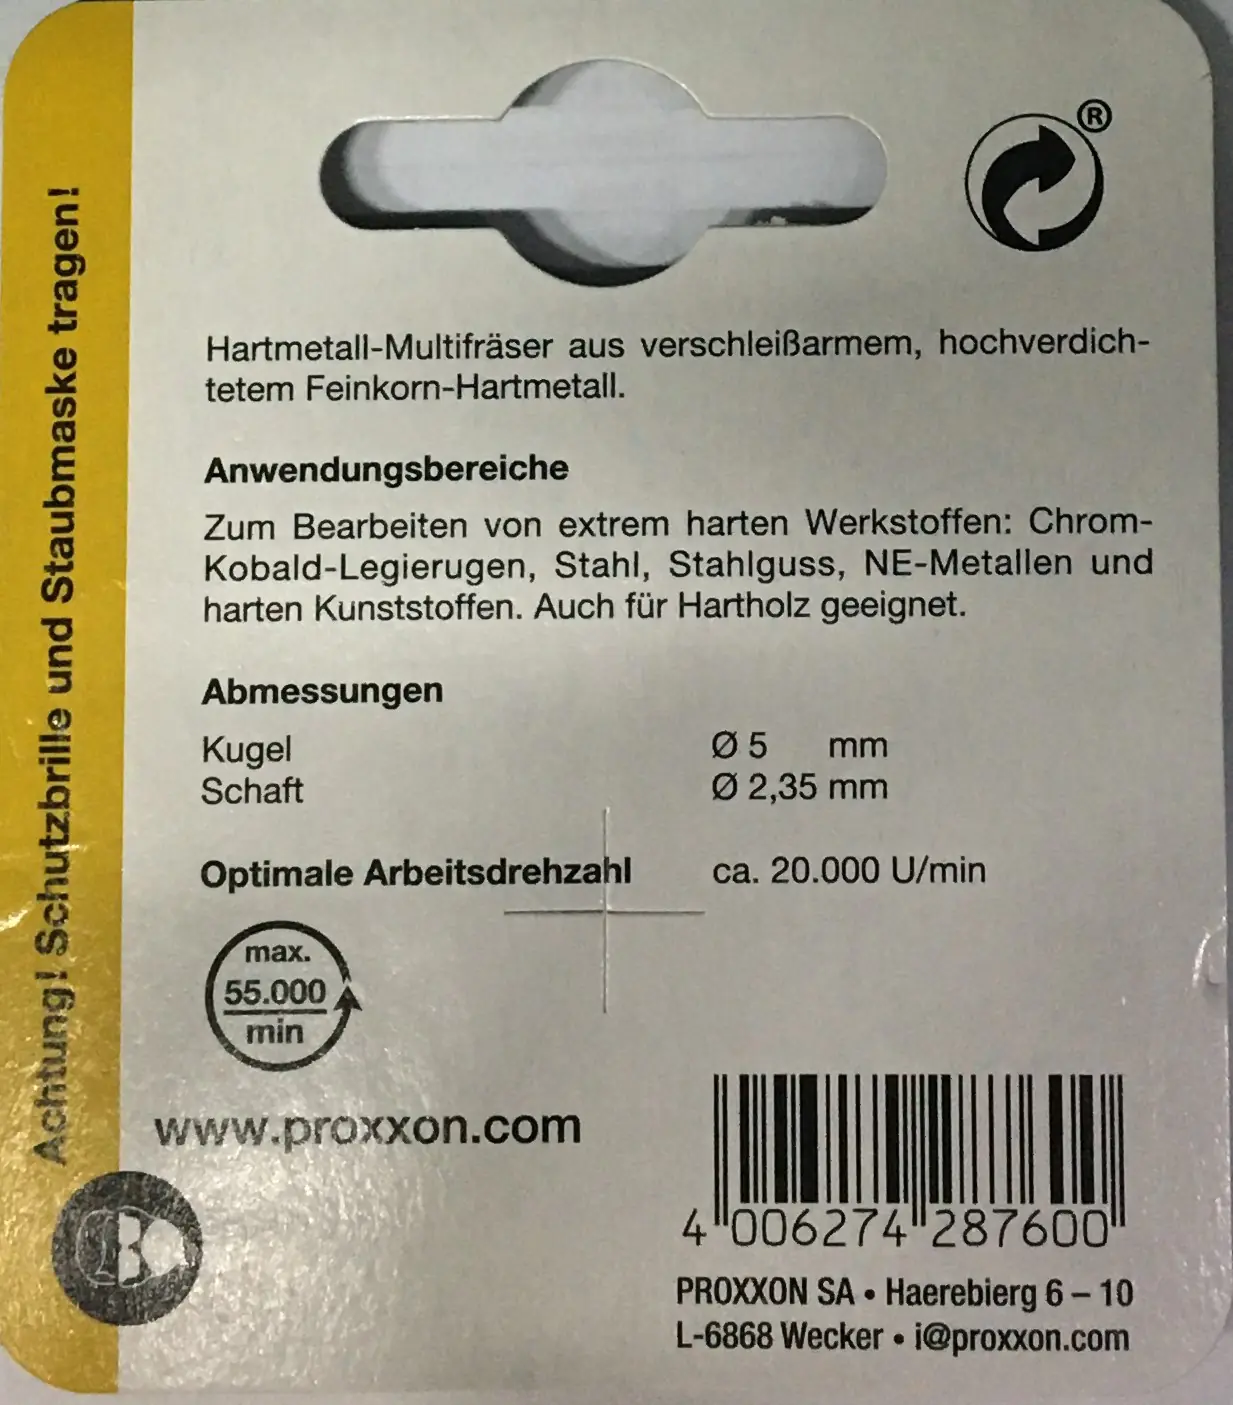 Achtung! Schutzbrille und Staubmaske tragen!
®
Hartmetall-Multifräser aus verschleißarmem, hochverdich-
tetem Feinkorn-Hartmetall.
Anwendungsbereiche
Zum Bearbeiten von extrem harten Werkstoffen: Chrom-
Kobald-Legierugen, Stahl, Stahlguss, NE-Metallen und
harten Kunststoffen. Auch für Hartholz geeignet.
Abmessungen
Kugel Ø 5 mm
Schaft Ø 2,35 mm
Optimale Arbeitsdrehzahl ca. 20.000 U/min
max.
55.000
min
www.proxxon.com
4 006274 287600
PROXXON SA • Haerebierg 6 – 10
L-6868 Wecker • i@proxxon.com